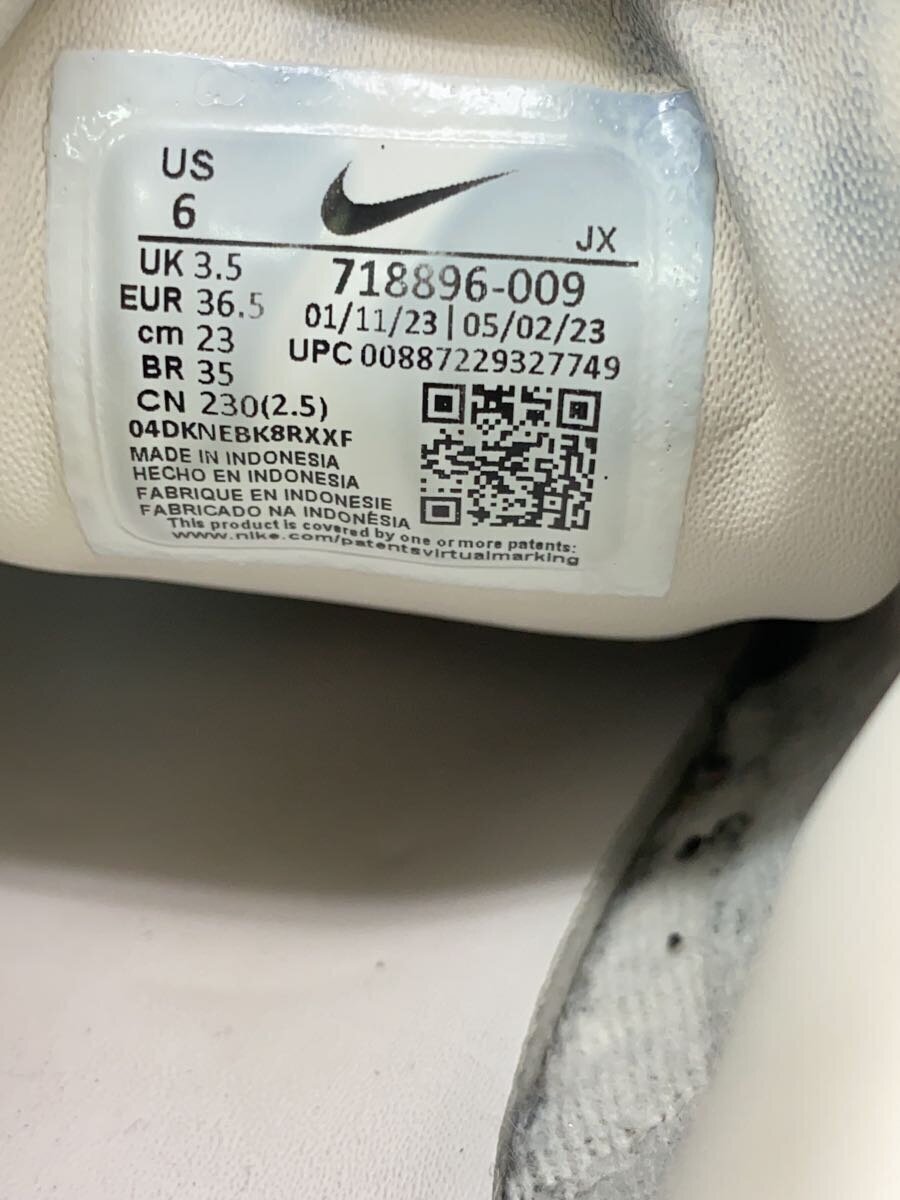 US
6
JX
UK 3.5
EUR 36.5
cm 23
BR 35
CN 230(2.5)
718896-009
01/11/23 | 05/02/23
UPC 00887229327749
04DKNEBK8RXXF
MADE IN INDONESIA
HECHO EN INDONESIA
FABRIQUE EN INDONESIE
FABRICADO NA INDONÉSIA
This product is covered by one or more patents:
www.nike.com/patentsvirtualmarking